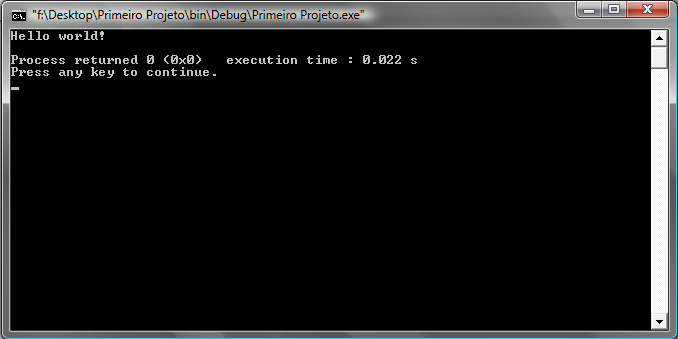 "f:\Desktop\Primeiro Projeto\bin\Debug\Primeiro Projeto.exe"
Hello world!
Process returned 0 (0x0)   execution time : 0.022 s
Press any key to continue.